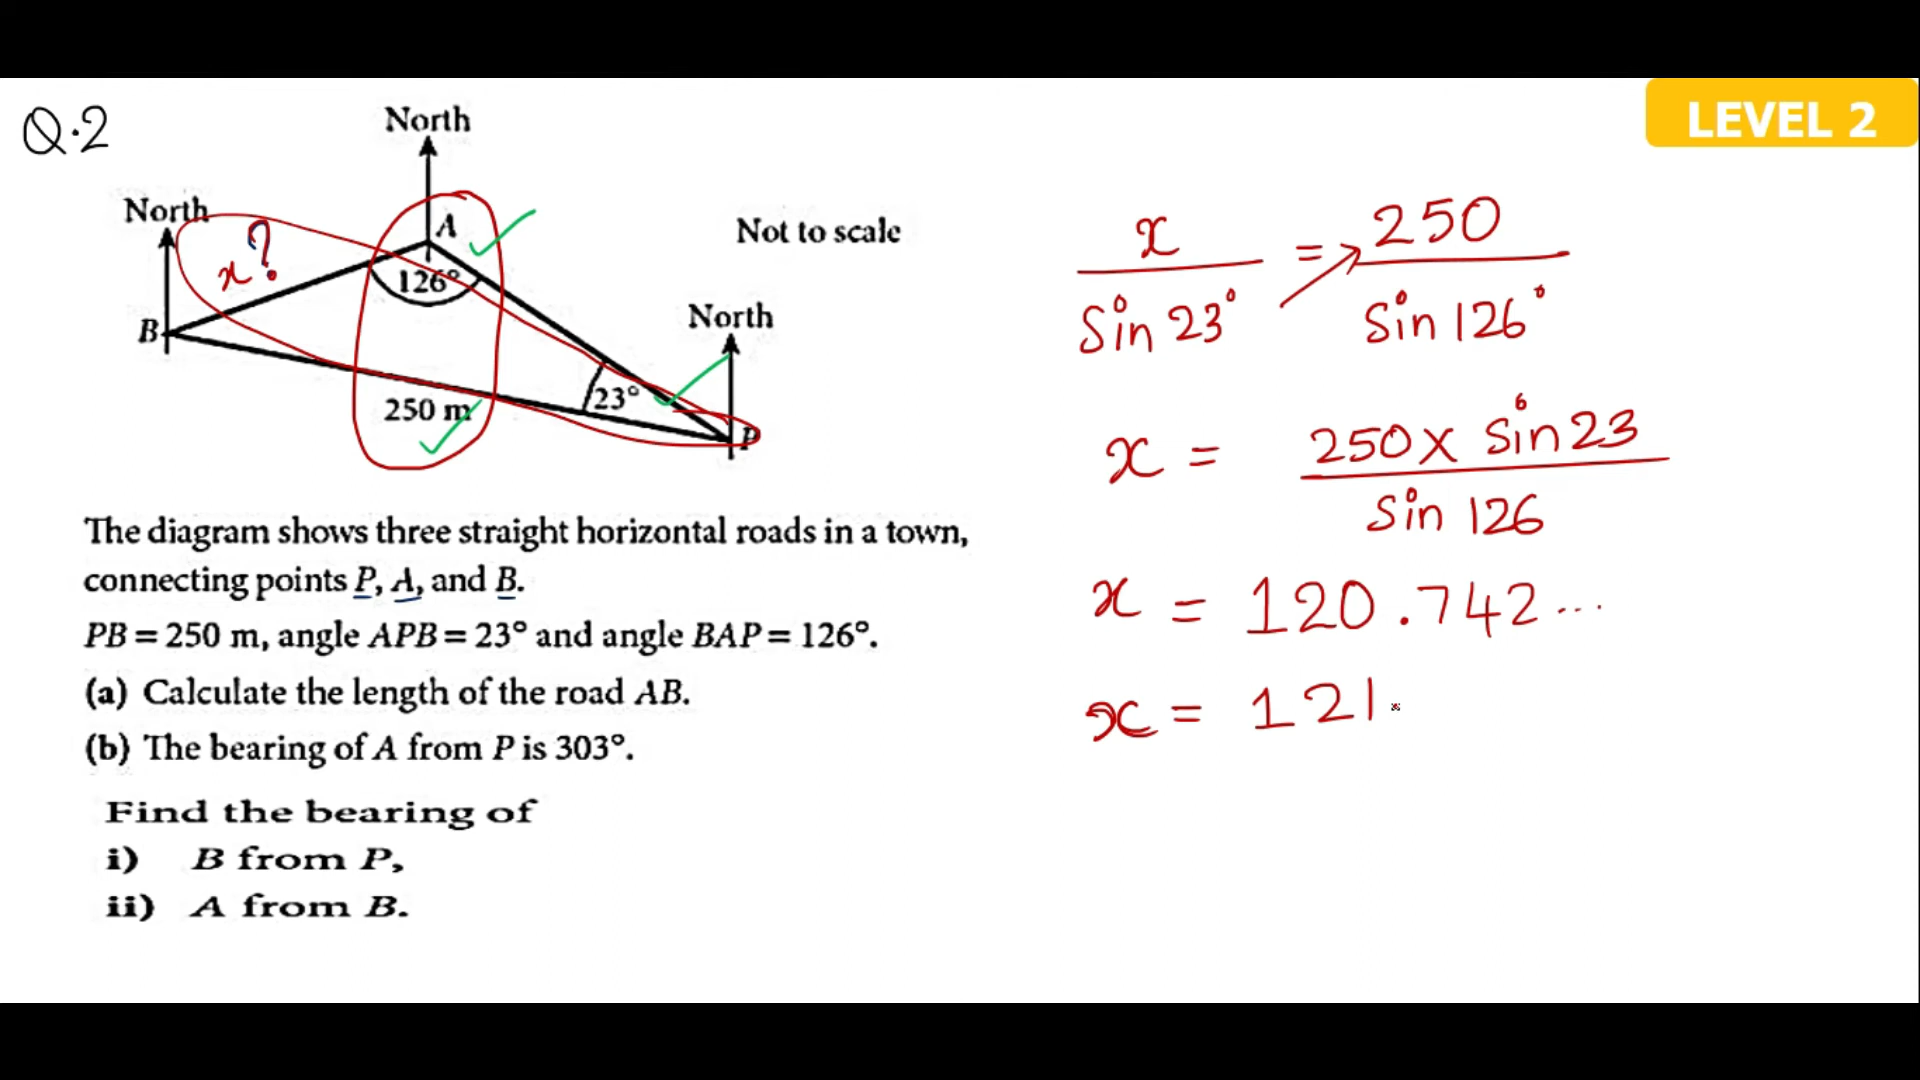 Q.2
LEVEL 2
North
North
A
x?
Not to scale
126°
North
B
23°
250 m
P
The diagram shows three straight horizontal roads in a town,
connecting points P, A, and B.
PB = 250 m, angle APB = 23° and angle BAP = 126°.
(a) Calculate the length of the road AB.
(b) The bearing of A from P is 303°.
Find the bearing of
i) B from P,
ii) A from B.
x = 250
Sin 23° Sin 126°
x = 250 x Sin 23
Sin 126
x = 120.742...
x = 121